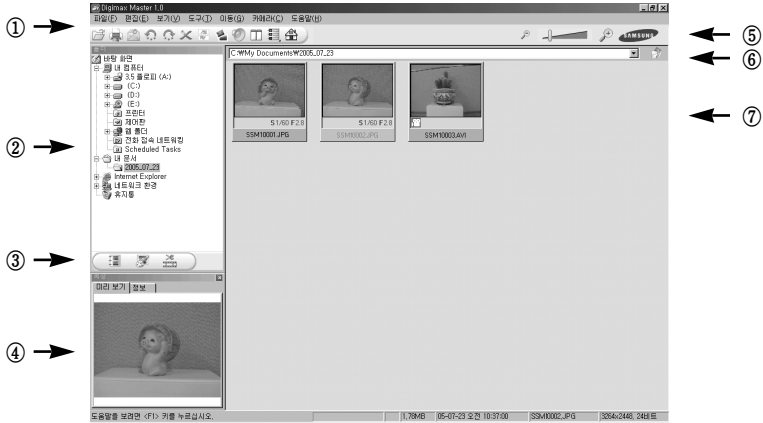 Digimax Master 1,0
파일(F) 편집(E) 보기(V) 도구(T) 이동(G) 카메라(C) 도움말(H)
①
SAMSUNG
⑤
C:₩My Documents₩2005_07_23
⑥
바탕 화면
내 컴퓨터
3,5 플로피 (A:)
(C:)
(D:)
(E:)
프린터
제어판
웹 폴더
전화 접속 네트워킹
Scheduled Tasks
내 문서
2005_07_23
Internet Explorer
네트워크 환경
휴지통
②
S1/60 F2.8
SSM10001.JPG
S1/60 F2.8
SSM10002.JPG
SSM10003.AVI
⑦
③
미리 보기 정보
④
도움말을 보려면 <F1> 키를 누르십시오.
1,78MB 05-07-23 오전 10:37:00 SSM10002.JPG 3264x2448, 24비트